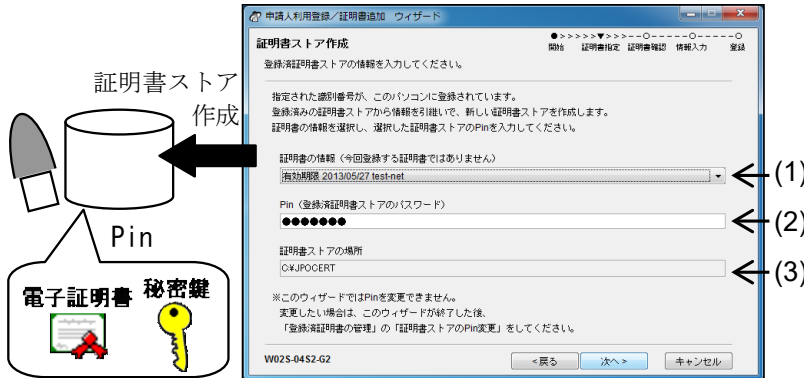 申請人利用登録/証明書追加 ウィザード
証明書ストア作成
●>>>>>▼>>>--○-----○-----○
開始 証明書指定 証明書確認 情報入力 登録
登録済証明書ストアの情報を入力してください。
指定された識別番号が、このパソコンに登録されています。
登録済みの証明書ストアから情報を引継いで、新しい証明書ストアを作成します。
証明書の情報を選択し、選択した証明書ストアのPinを入力してください。
証明書の情報(今回登録する証明書ではありません)
有効期限 2013/05/27 test-net
(1)
Pin(登録済証明書ストアのパスワード)
●●●●●●●
(2)
証明書ストアの場所
C:¥JPOCERT
(3)
※このウィザードではPinを変更できません。
変更したい場合は、このウィザードが終了した後、
「登録済証明書の管理」の「証明書ストアのPin変更」をしてください。
W02S-04S2-G2
<戻る
次へ>
キャンセル
証明書ストア
作成
Pin
電子証明書
秘密鍵